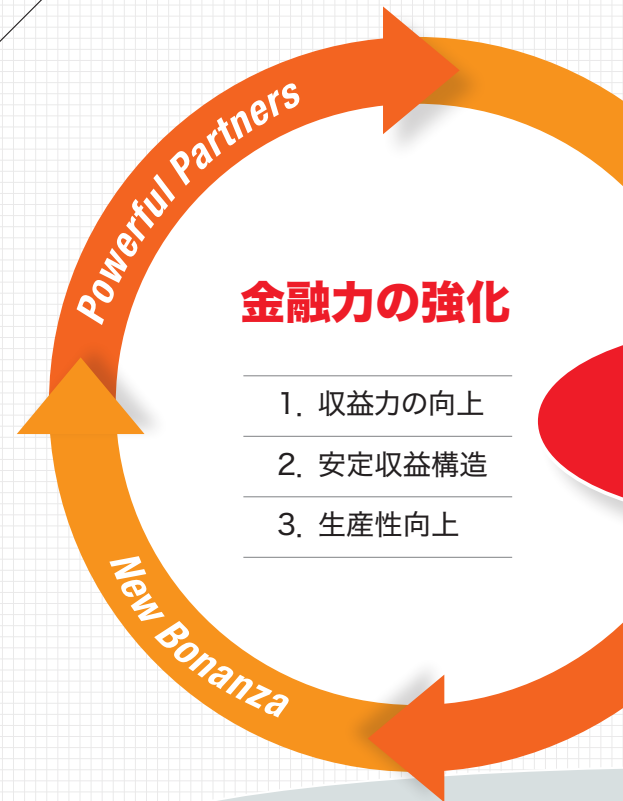 Powerful Partners
金融力の強化
1. 収益力の向上
2. 安定収益構造
3. 生産性向上
New Bonanza